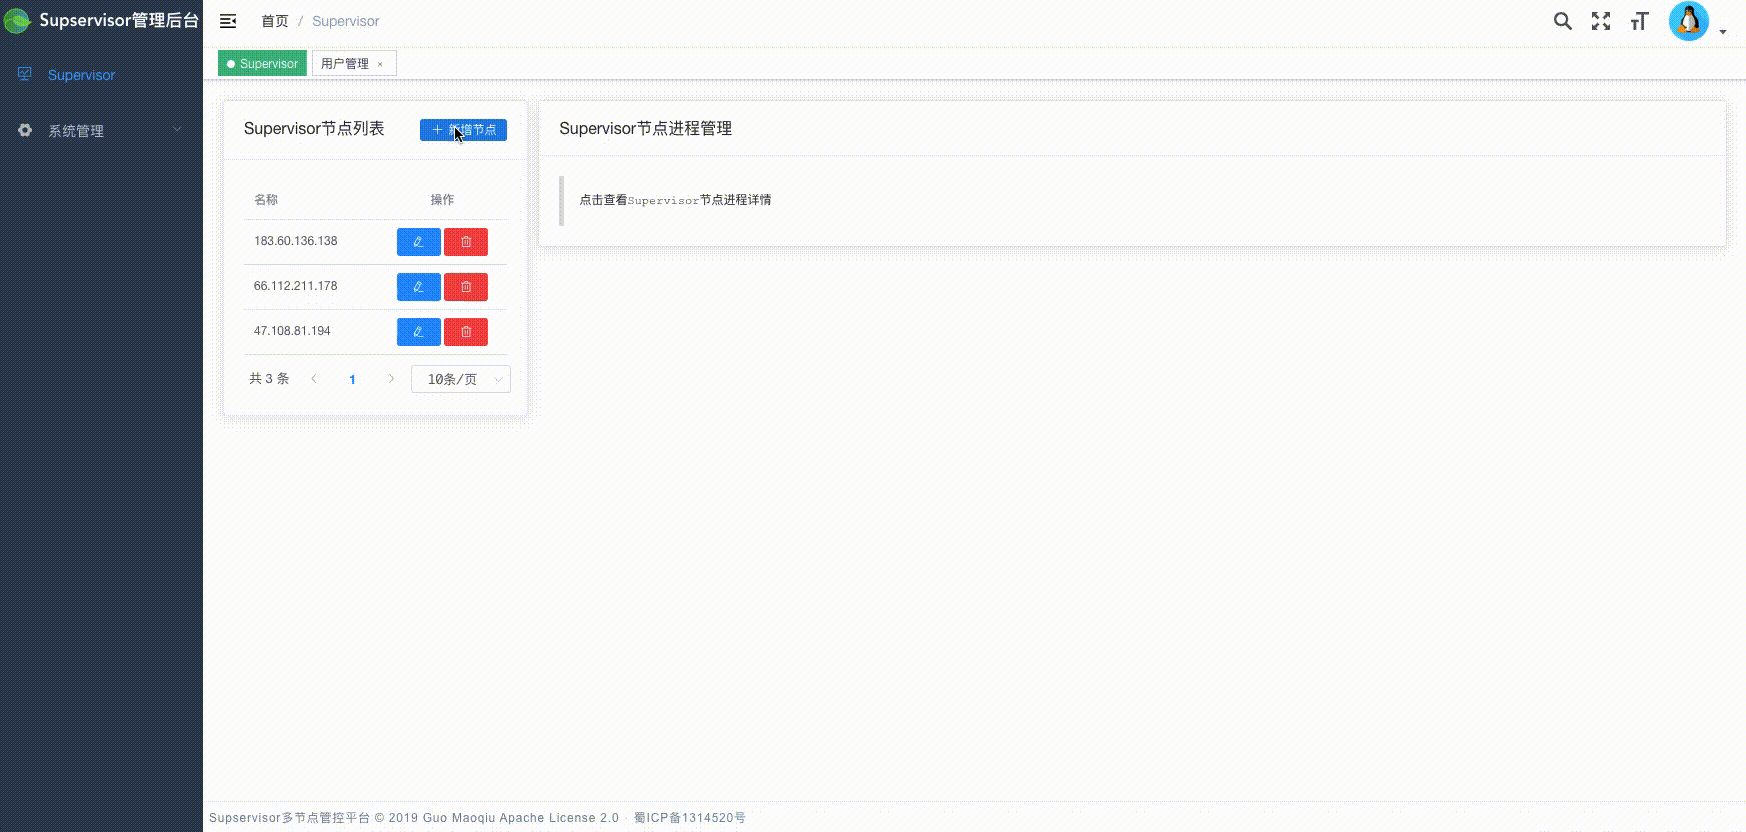 Supservisor管理后台
首页 / Supervisor
Supervisor
用户管理 ×
Supervisor
系统管理
Supervisor节点列表
新增节点
名称 操作
183.60.136.138
66.112.211.178
47.108.81.194
共 3 条 1 10条/页
Supervisor节点进程管理
点击查看Supervisor节点进程详情
Supservisor多节点管控平台 © 2019 Guo Maoqiu Apache License 2.0 · 蜀ICP备1314520号